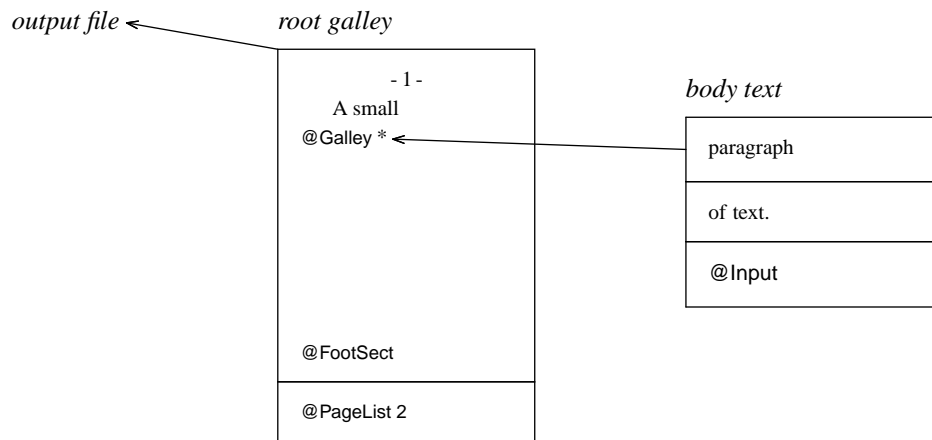 output file
root galley
- 1 -
A small
@Galley *
@FootSect
@PageList 2
body text
paragraph
of text.
@Input